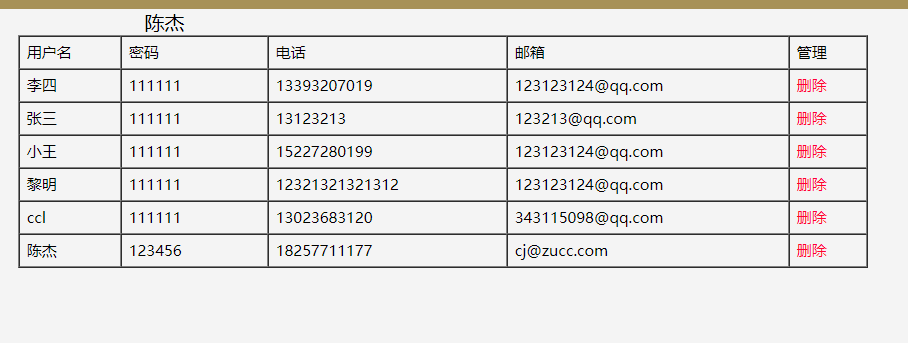 陈杰
用户名 密码 电话 邮箱 管理
李四 111111 13393207019 123123124@qq.com 删除
张三 111111 13123213 123213@qq.com 删除
小王 111111 15227280199 123123124@qq.com 删除
黎明 111111 12321321321312 123123124@qq.com 删除
ccl 111111 13023683120 343115098@qq.com 删除
陈杰 123456 18257711177 cj@zucc.com 删除